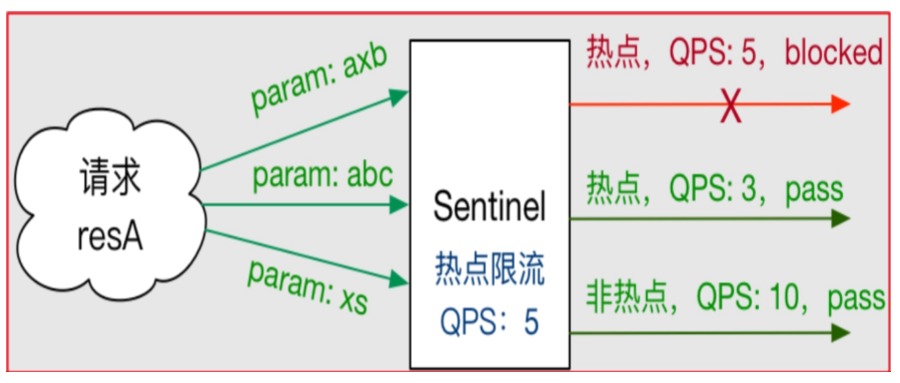 请求
resA
param: axb
param: abc
param: xs
Sentinel
热点限流
QPS：5
热点，QPS: 5，blocked
热点，QPS: 3，pass
非热点，QPS: 10，pass